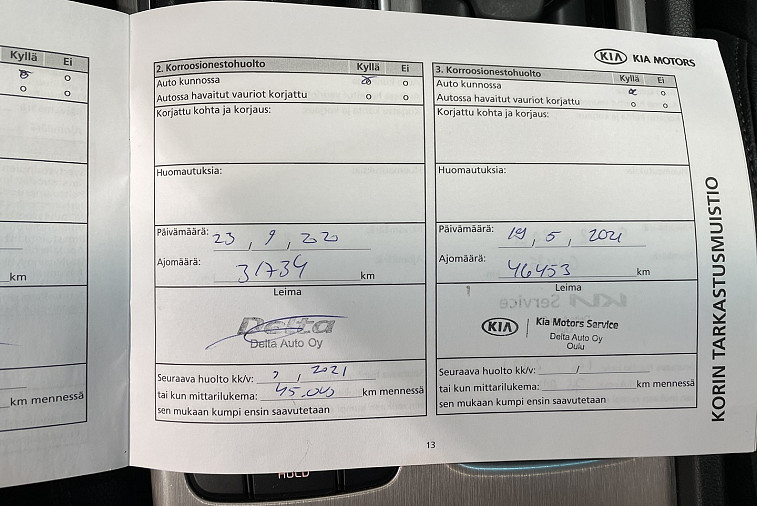 Kyllä Ei
km
km mennessä
KIA KIA MOTORS
2. Korroosionestohuolto Kyllä Ei
Auto kunnossa
Autossa havaitut vauriot korjattu
Korjattu kohta ja korjaus:
Huomautuksia:
Päivämäärä: 23, 9, 2020
Ajomäärä: 31734 km
Leima
Delta
Delta Auto Oy
Seuraava huolto kk/v: 9, 2021
tai kun mittarilukema: 45.000 km mennessä
sen mukaan kumpi ensin saavutetaan
3. Korroosionestohuolto Kyllä Ei
Auto kunnossa
Autossa havaitut vauriot korjattu
Korjattu kohta ja korjaus:
Huomautuksia:
Päivämäärä: 19, 5, 2021
Ajomäärä: 46453 km
Leima
KIA Kia Motors Service
Delta Auto Oy
Oulu
Seuraava huolto kk/v: /
tai kun mittarilukema: km mennessä
sen mukaan kumpi ensin saavutetaan
KORIN TARKASTUSMUISTIO
13
HOLD